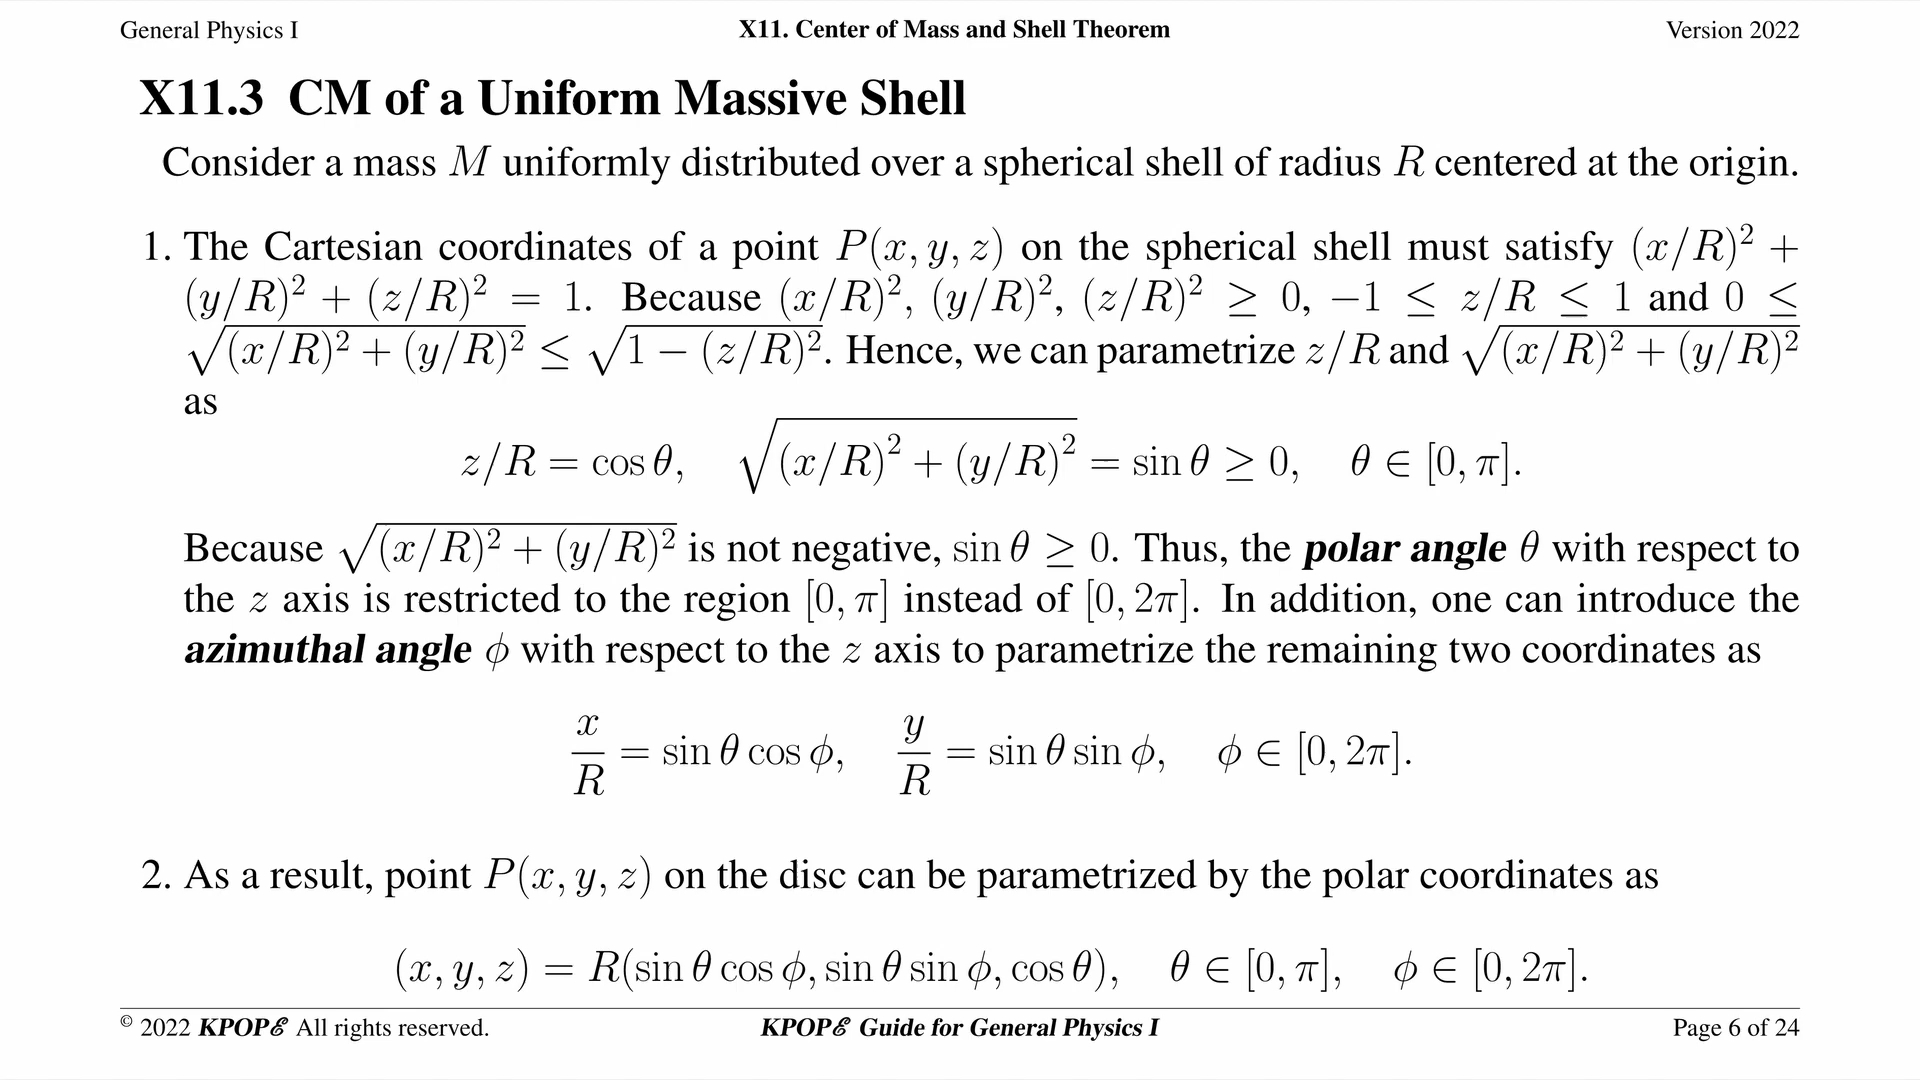 General Physics I    X11. Center of Mass and Shell Theorem    Version 2022
X11.3 CM of a Uniform Massive Shell
Consider a mass M uniformly distributed over a spherical shell of radius R centered at the origin.
1. The Cartesian coordinates of a point P(x, y, z) on the spherical shell must satisfy (x/R)² +
(y/R)² + (z/R)² = 1. Because (x/R)², (y/R)², (z/R)² ≥ 0, −1 ≤ z/R ≤ 1 and 0 ≤
√((x/R)² + (y/R)²) ≤ √(1 − (z/R)²). Hence, we can parametrize z/R and √((x/R)² + (y/R)²)
as
z/R = cos θ,    √((x/R)² + (y/R)²) = sin θ ≥ 0,    θ ∈ [0, π].
Because √((x/R)² + (y/R)²) is not negative, sin θ ≥ 0. Thus, the polar angle θ with respect to
the z axis is restricted to the region [0, π] instead of [0, 2π]. In addition, one can introduce the
azimuthal angle ϕ with respect to the z axis to parametrize the remaining two coordinates as
x/R = sin θ cos ϕ,    y/R = sin θ sin ϕ,    ϕ ∈ [0, 2π].
2. As a result, point P(x, y, z) on the disc can be parametrized by the polar coordinates as
(x, y, z) = R(sin θ cos ϕ, sin θ sin ϕ, cos θ),    θ ∈ [0, π],    ϕ ∈ [0, 2π].
© 2022 KPOPℰ All rights reserved.    KPOPℰ Guide for General Physics I    Page 6 of 24